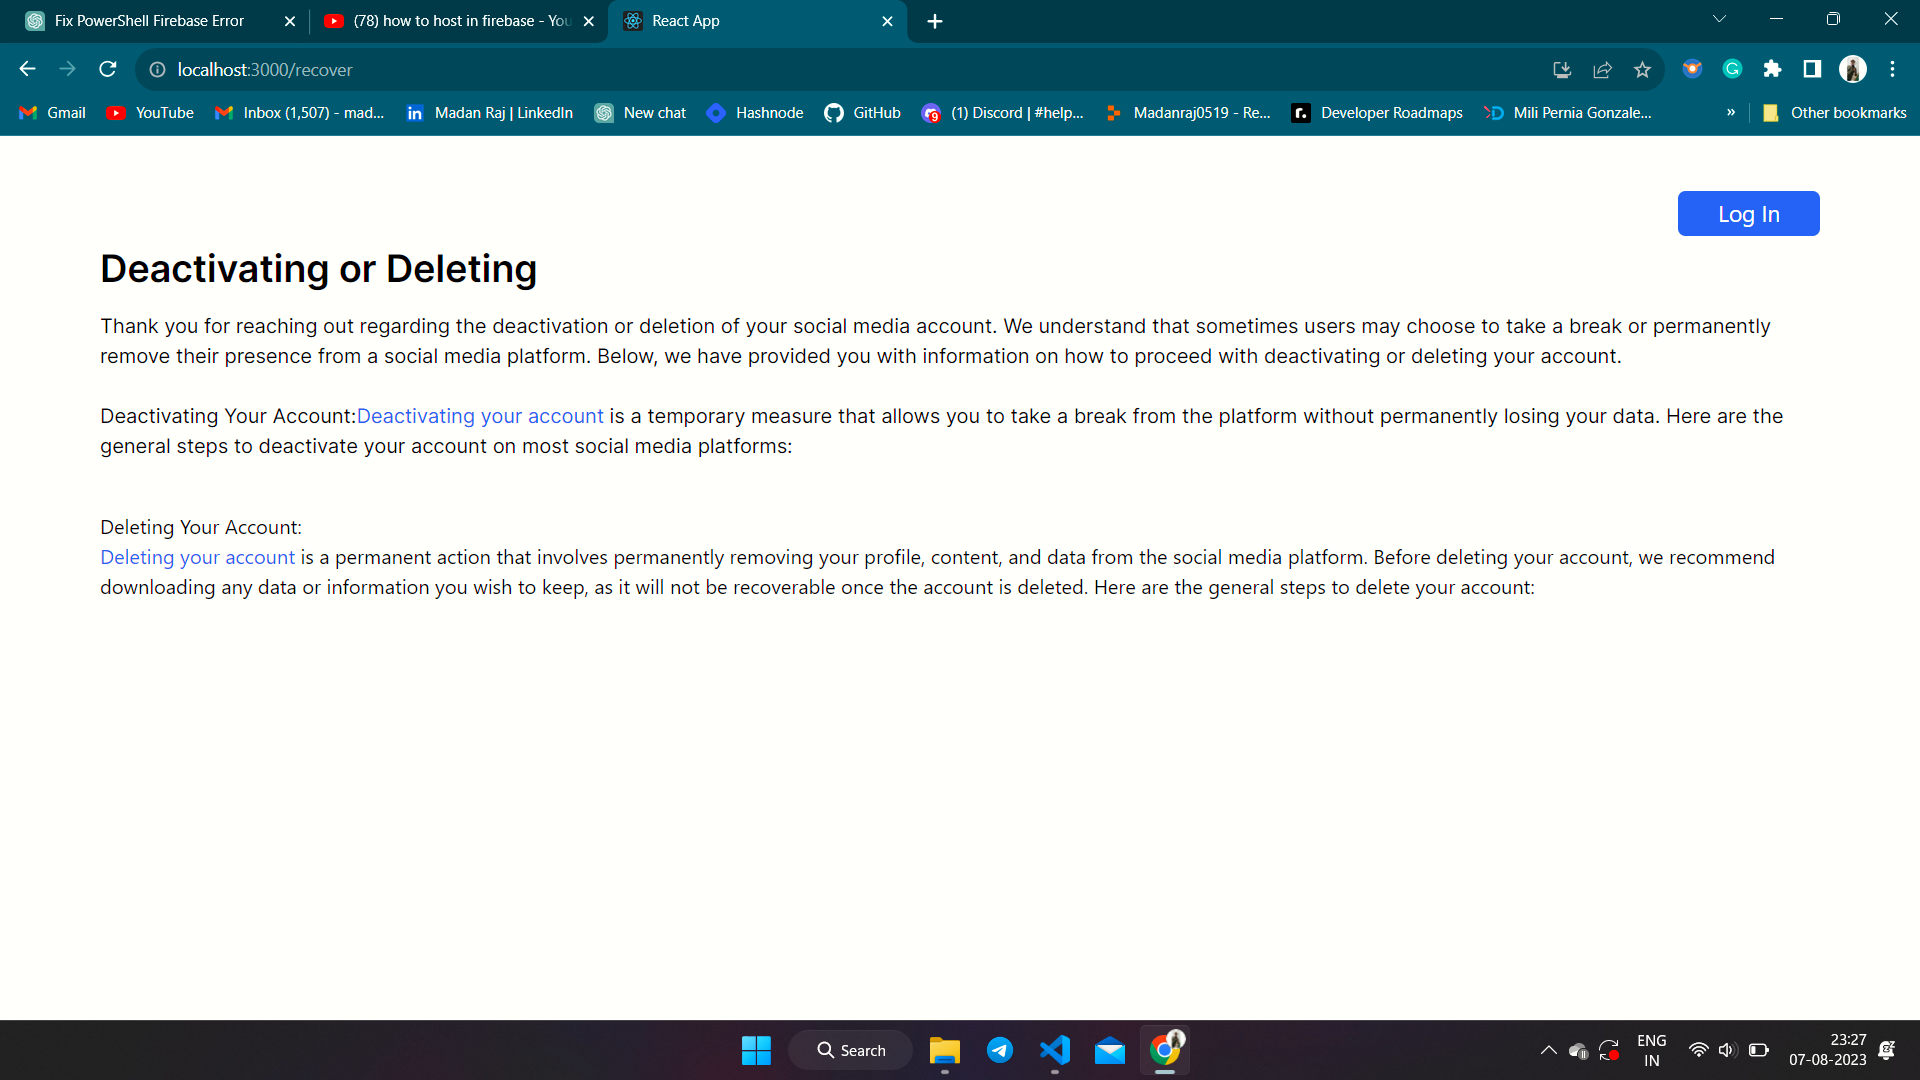 Fix PowerShell Firebase Error
(78) how to host in firebase - You
React App
localhost:3000/recover
Gmail
YouTube
Inbox (1,507) - mad...
Madan Raj | LinkedIn
New chat
Hashnode
GitHub
(1) Discord | #help...
Madanraj0519 - Re...
Developer Roadmaps
Mili Pernia Gonzale...
»
Other bookmarks
Log In
Deactivating or Deleting
Thank you for reaching out regarding the deactivation or deletion of your social media account. We understand that sometimes users may choose to take a break or permanently
remove their presence from a social media platform. Below, we have provided you with information on how to proceed with deactivating or deleting your account.
Deactivating Your Account:Deactivating your account is a temporary measure that allows you to take a break from the platform without permanently losing your data. Here are the
general steps to deactivate your account on most social media platforms:
Deleting Your Account:
Deleting your account is a permanent action that involves permanently removing your profile, content, and data from the social media platform. Before deleting your account, we recommend
downloading any data or information you wish to keep, as it will not be recoverable once the account is deleted. Here are the general steps to delete your account:
Search
ENG
IN
23:27
07-08-2023